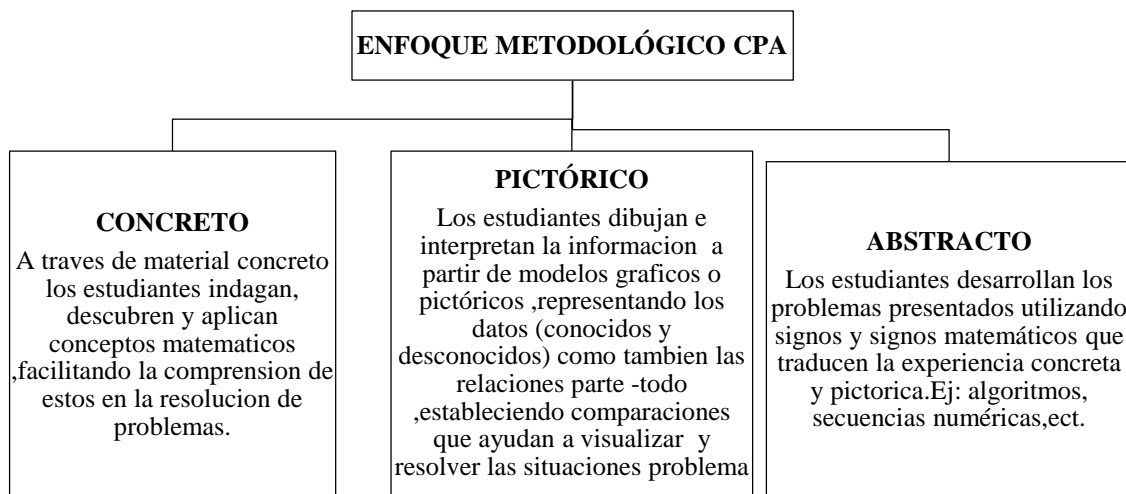 ENFOQUE METODOLÓGICO CPA
CONCRETO
A traves de material concreto
los estudiantes indagan,
descubren y aplican
conceptos matematicos
,facilitando la comprension de
estos en la resolucion de
problemas.
PICTÓRICO
Los estudiantes dibujan e
interpretan la informacion a
partir de modelos graficos o
pictóricos ,representando los
datos (conocidos y
desconocidos) como tambien las
relaciones parte -todo
,estableciendo comparaciones
que ayudan a visualizar y
resolver las situaciones problema
ABSTRACTO
Los estudiantes desarrollan los
problemas presentados utilizando
signos y signos matemáticos que
traducen la experiencia concreta
y pictorica.Ej: algoritmos,
secuencias numéricas,ect.